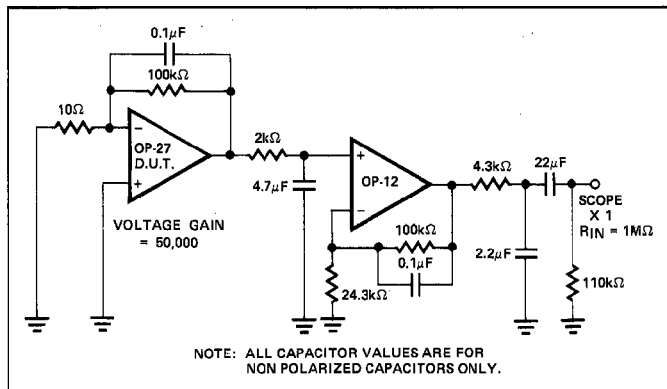 0.1μF
100kΩ
10Ω
−
OP-27
D.U.T.
+
VOLTAGE GAIN
= 50,000
2kΩ
4.7μF
+
OP-12
−
100kΩ
0.1μF
24.3kΩ
4.3kΩ
22μF
2.2μF
SCOPE
X 1
RIN = 1MΩ
110kΩ
NOTE: ALL CAPACITOR VALUES ARE FOR
NON POLARIZED CAPACITORS ONLY.